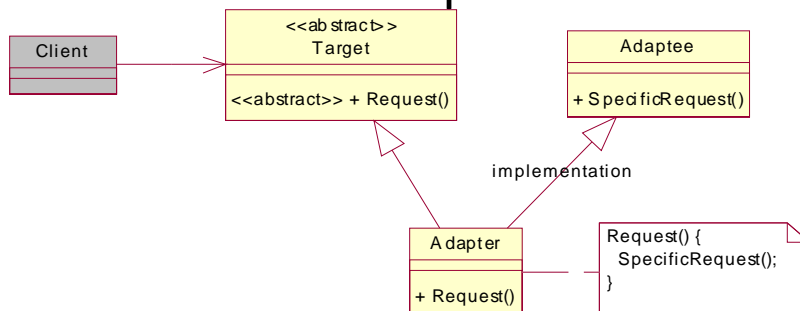 Client
<<abstract>>
Target
<<abstract>> + Request()
Adaptee
+ SpecificRequest()
implementation
Adapter
+ Request()
Request() {
SpecificRequest();
}